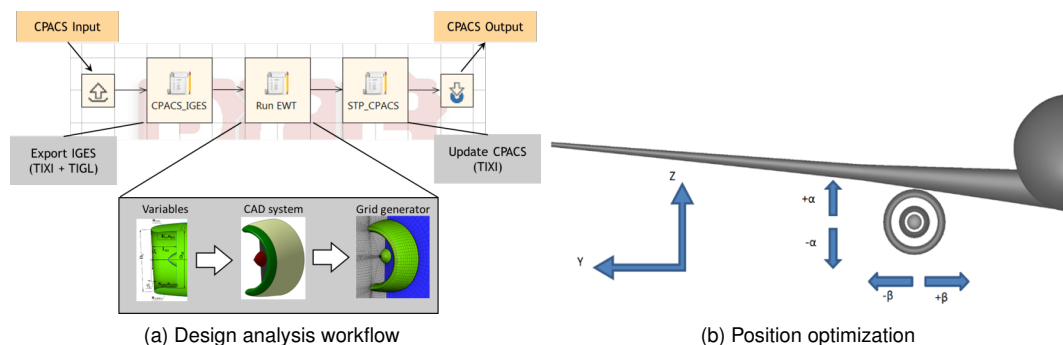 CPACS Input
CPACS Output
CPACS_IGES
Run EWT
STP_CPACS
Export IGES
(TIXI + TIGL)
Update CPACS
(TIXI)
Variables
CAD system
Grid generator
(a) Design analysis workflow
Z
Y
+α
-α
-β
+β
(b) Position optimization